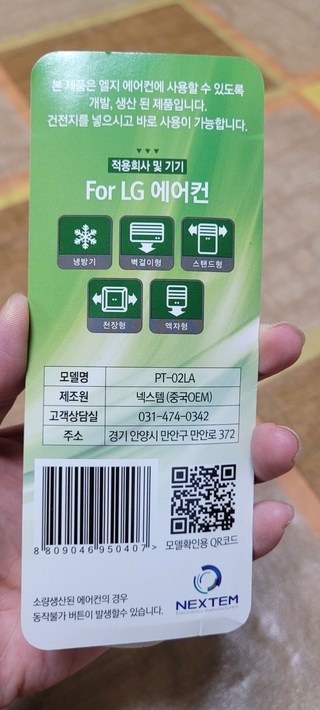 본 제품은 엘지 에어컨에 사용할 수 있도록
개발, 생산 된 제품입니다.
건전지를 넣으시고 바로 사용이 가능합니다.
적용회사 및 기기
For LG 에어컨
냉방기
벽걸이형
스탠드형
천장형
액자형
모델명 PT-02LA
제조원 넥스템 (중국OEM)
고객상담실 031-474-0342
주소 경기 안양시 만안구 만안로 372
8 809046 950407 >
모델확인용 QR코드
소량생산된 에어컨의 경우
동작불가 버튼이 발생할수 있습니다.
NEXTEM